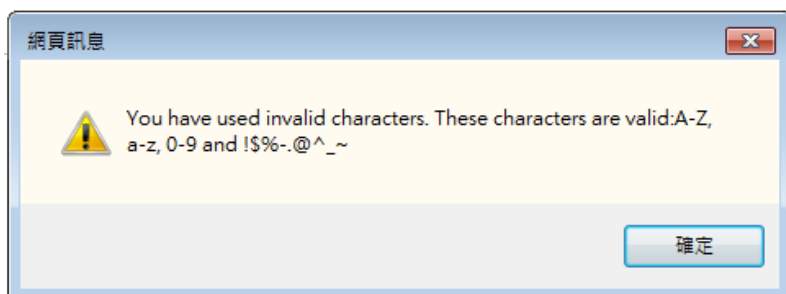 網頁訊息
You have used invalid characters. These characters are valid:A-Z,
a-z, 0-9 and !$%-.@^_~
確定